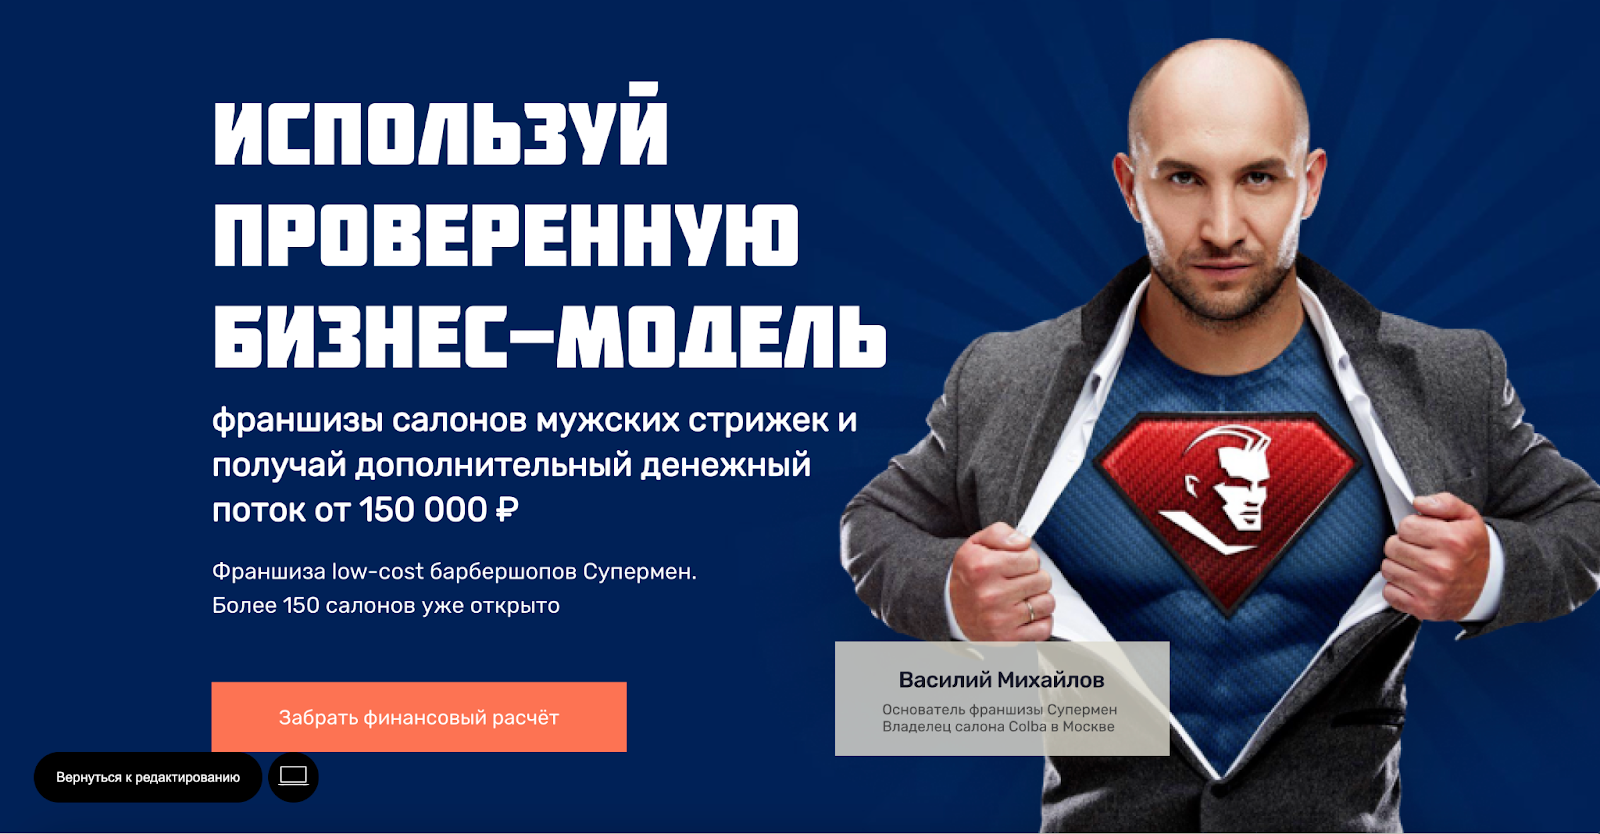 ИСПОЛЬЗУЙ
ПРОВЕРЕННУЮ
БИЗНЕС-МОДЕЛЬ
франшизы салонов мужских стрижек и
получай дополнительный денежный
поток от 150 000 ₽
Франшиза low-cost барбершопов Супермен.
Более 150 салонов уже открыто
Забрать финансовый расчёт
Василий Михайлов
Основатель франшизы Супермен
Владелец салона Colba в Москве
Вернуться к редактированию